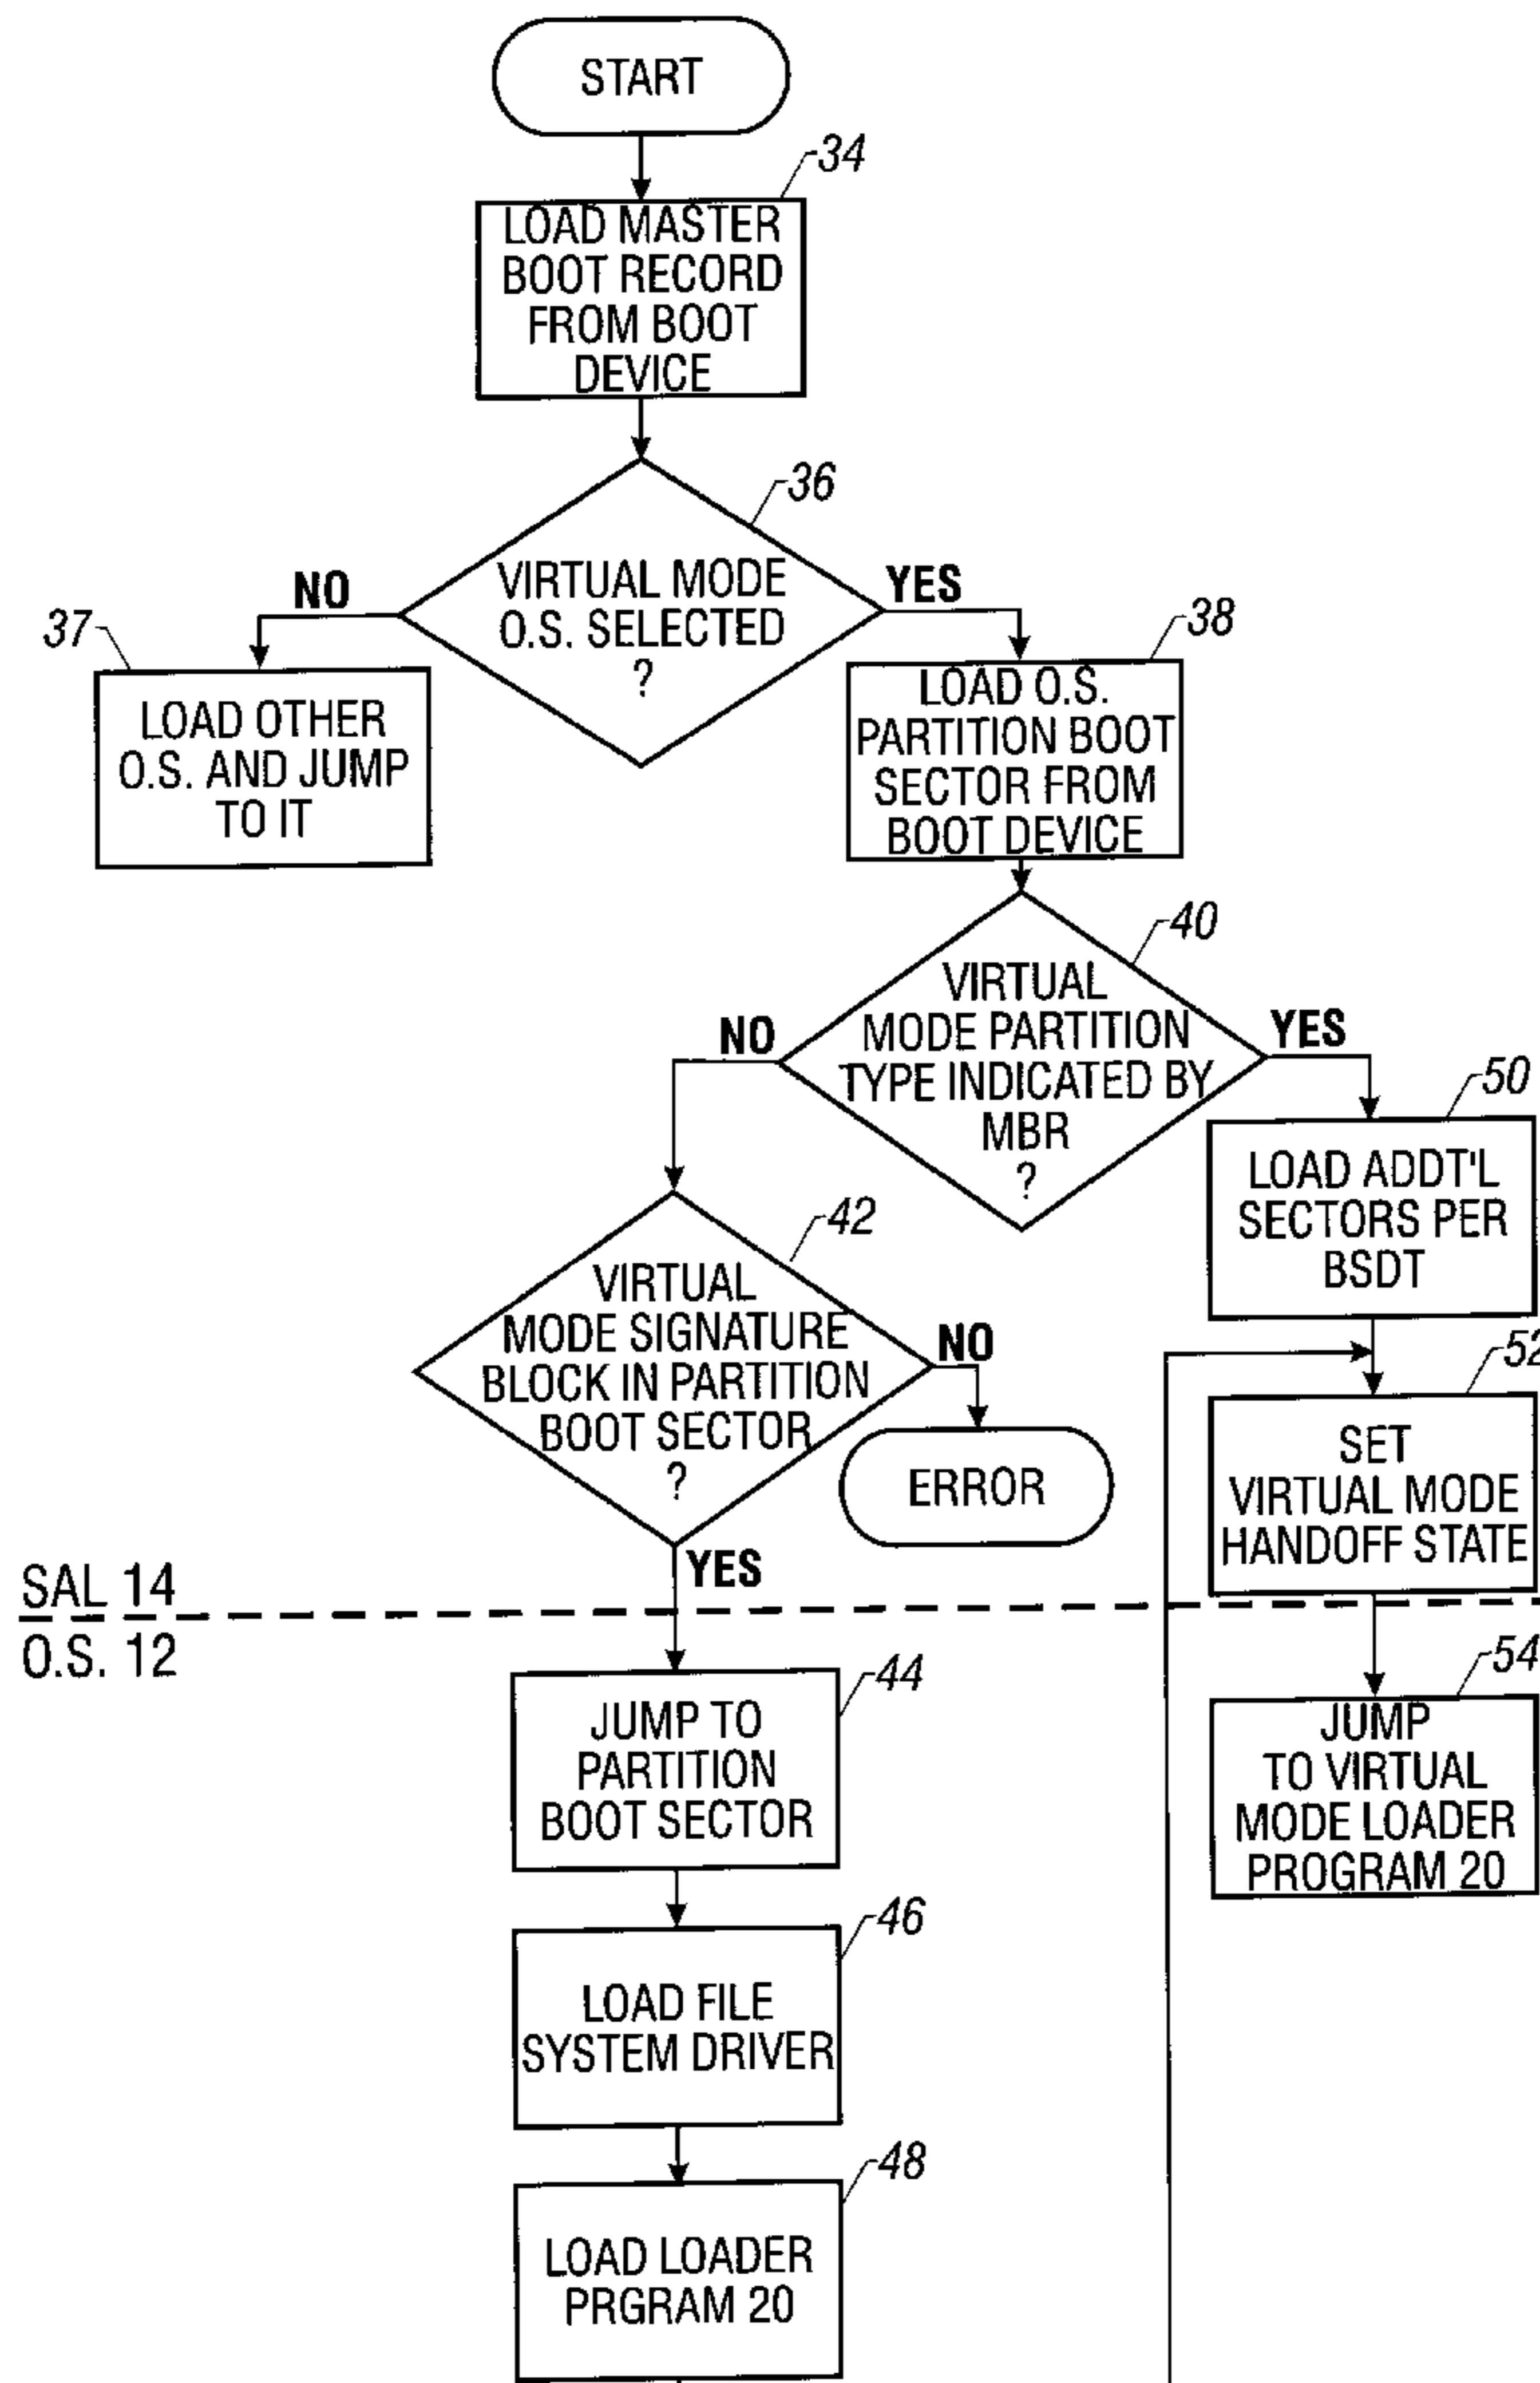 START
34
LOAD MASTER
BOOT RECORD
FROM BOOT
DEVICE
36
VIRTUAL MODE
O.S. SELECTED
?
NO
YES
37
LOAD OTHER
O.S. AND JUMP
TO IT
38
LOAD O.S.
PARTITION BOOT
SECTOR FROM
BOOT DEVICE
40
VIRTUAL
MODE PARTITION
TYPE INDICATED BY
MBR
?
NO
YES
50
LOAD ADDT'L
SECTORS PER
BSDT
42
VIRTUAL
MODE SIGNATURE
BLOCK IN PARTITION
BOOT SECTOR
?
NO
ERROR
YES
52
SET
VIRTUAL MODE
HANDOFF STATE
SAL 14
O.S. 12
44
JUMP TO
PARTITION
BOOT SECTOR
54
JUMP
TO VIRTUAL
MODE LOADER
PROGRAM 20
46
LOAD FILE
SYSTEM DRIVER
48
LOAD LOADER
PRGRAM 20